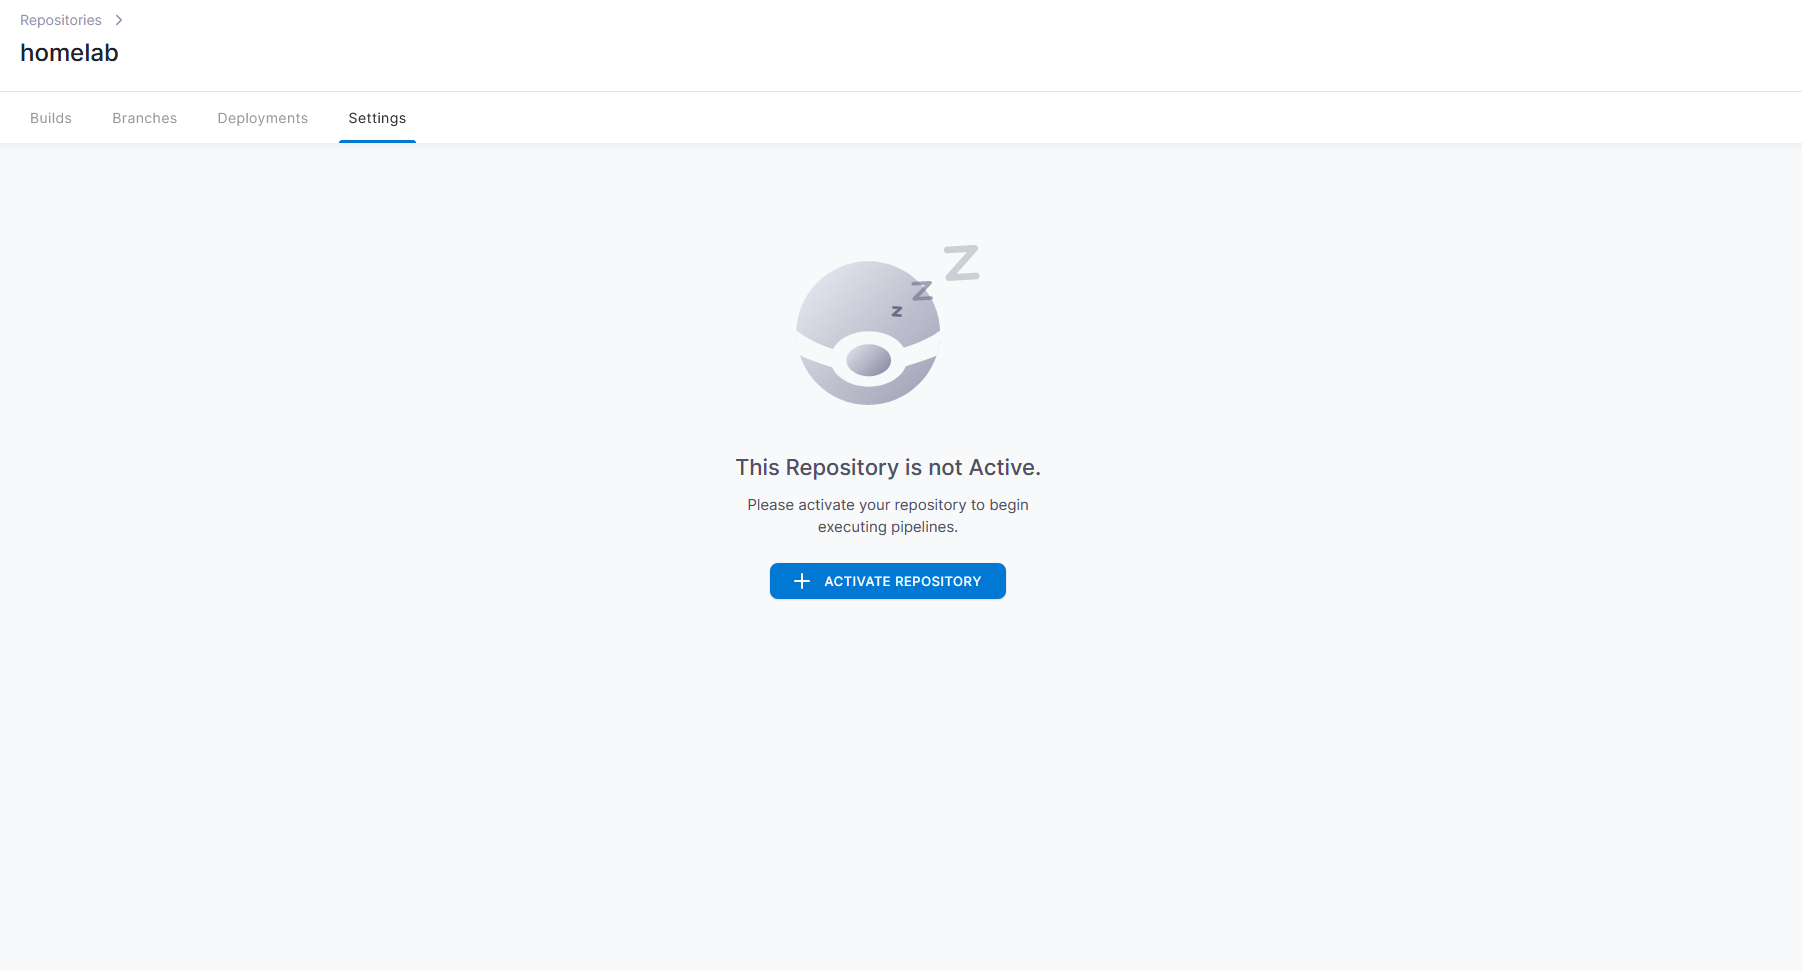 Repositories
homelab
Builds Branches Deployments Settings
z z Z
This Repository is not Active.
Please activate your repository to begin
executing pipelines.
ACTIVATE REPOSITORY